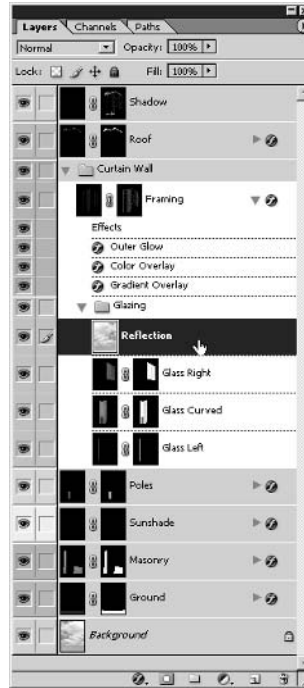 Layers Channels Paths
Normal Opacity: 100%
Lock: Fill: 100%
Shadow
Roof
Curtain Wall
Framing
Effects
Outer Glow
Color Overlay
Gradient Overlay
Glazing
Reflection
Glass Right
Glass Curved
Glass Left
Poles
Sunshade
Masonry
Ground
Background